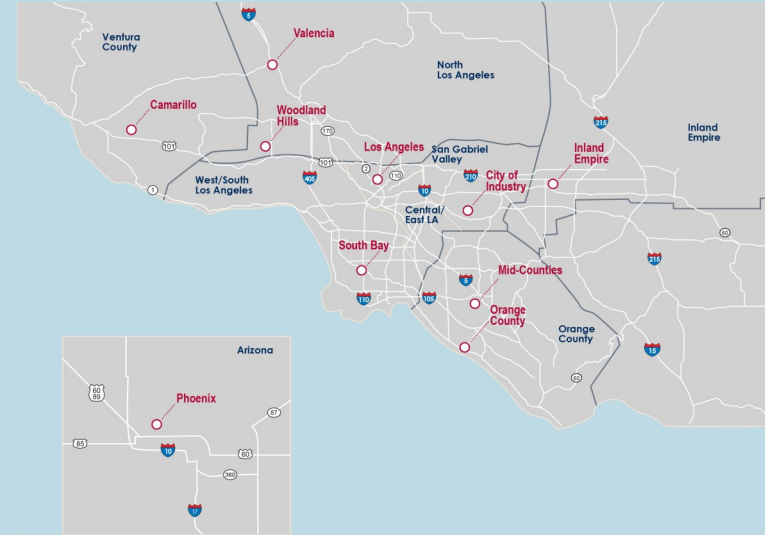 5
Valencia
Ventura
County
North
Los Angeles
Camarillo
Woodland
Hills
215
Inland
Empire
170
101
Los Angeles
San Gabriel
Valley
Inland
Empire
101
2
110
210
City of
Industry
West/South
Los Angeles
405
10
1
Central/
East LA
60
South Bay
215
Mid-Counties
5
110
105
Orange
County
Orange
County
15
Arizona
60
60
89
Phoenix
87
85
10
60
360
17